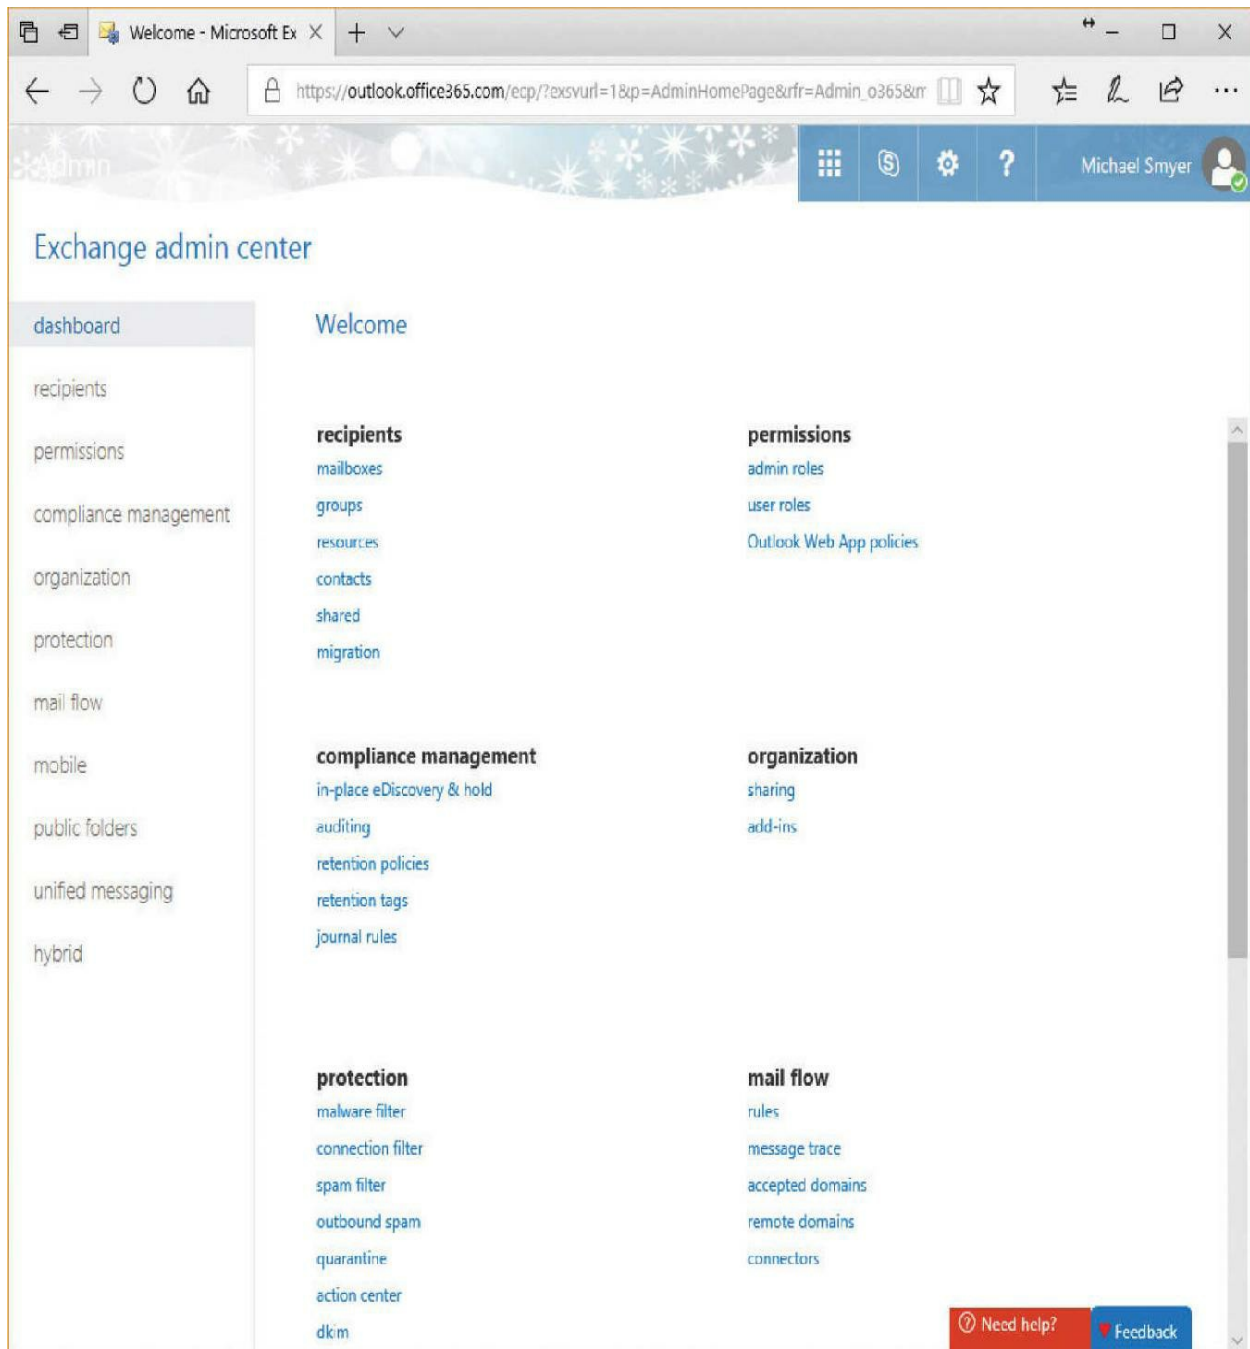 Welcome - Microsoft Ex
https://outlook.office365.com/ecp/?exsvurl=1&p=AdminHomePage&rfr=Admin_o365&
Admin
Michael Smyer
Exchange admin center
dashboard
recipients
permissions
compliance management
organization
protection
mail flow
mobile
public folders
unified messaging
hybrid
Welcome
recipients
mailboxes
groups
resources
contacts
shared
migration
permissions
admin roles
user roles
Outlook Web App policies
compliance management
in-place eDiscovery & hold
auditing
retention policies
retention tags
journal rules
organization
sharing
add-ins
protection
malware filter
connection filter
spam filter
outbound spam
quarantine
action center
dkim
mail flow
rules
message trace
accepted domains
remote domains
connectors
? Need help?
Feedback